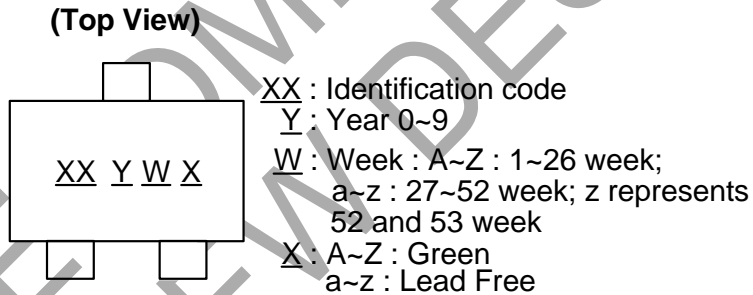 (Top View)
XX : Identification code
Y : Year 0~9
XX Y W X
W : Week : A~Z : 1~26 week;
a~z : 27~52 week; z represents
52 and 53 week
X : A~Z : Green
a~z : Lead Free